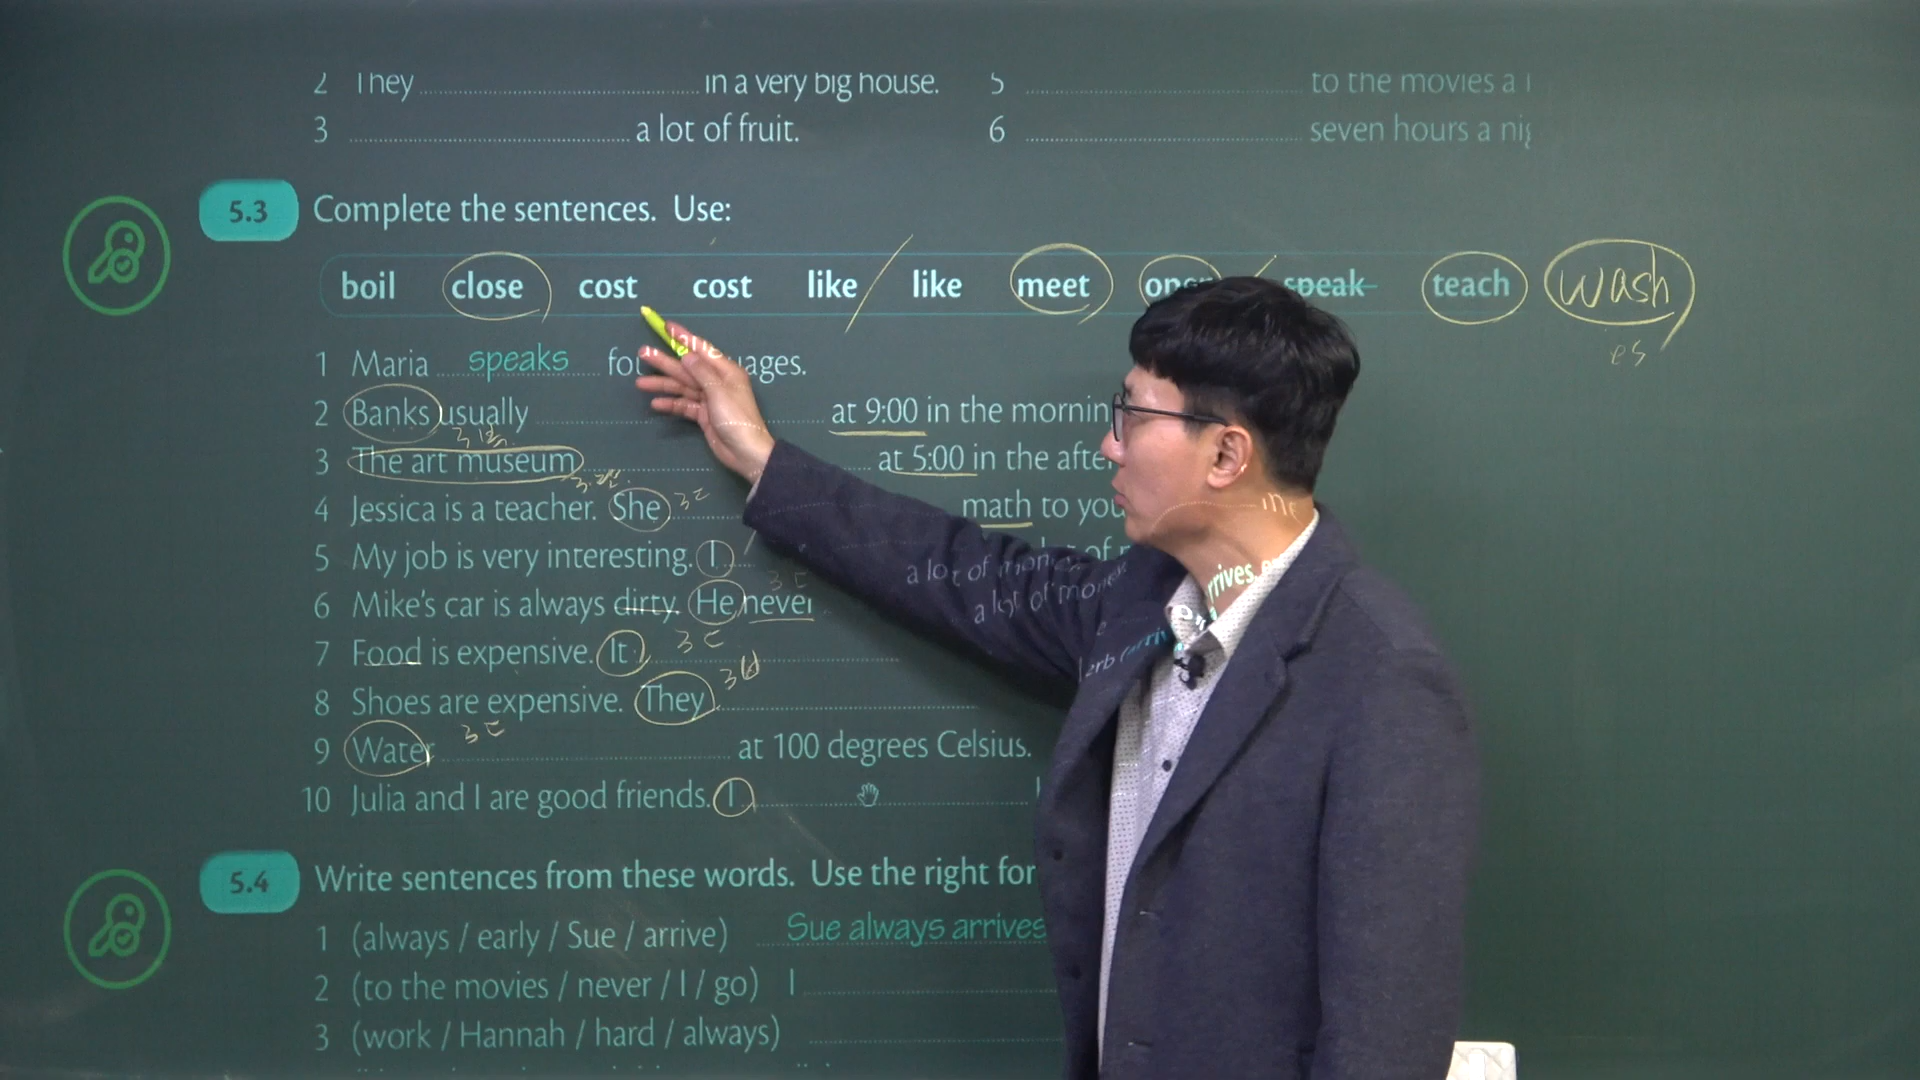 2 They ........ in a very big house. 5 ........ to the movies a
3 ........ a lot of fruit. 6 ........ seven hours a nig
5.3 Complete the sentences. Use:
boil close cost cost like like meet open speak teach wash
es
1 Maria speaks four languages.
2 Banks usually ........ at 9:00 in the mornin
3 The art museum ........ at 5:00 in the afte
4 Jessica is a teacher. She ........ math to you
5 My job is very interesting. I ........ lot of
6 Mike's car is always dirty. He never
7 Food is expensive. It ........ a lot of money
8 Shoes are expensive. They ........ a lot of mone
9 Water ........ at 100 degrees Celsius.
10 Julia and I are good friends. I ........
5.4 Write sentences from these words. Use the right for
1 (always / early / Sue / arrive) Sue always arrives
2 (to the movies / never / I / go) I ........
3 (work / Hannah / hard / always) ........